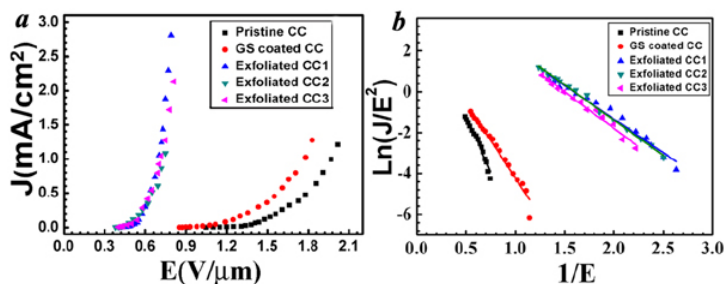 a
3.0
2.5
2.0
1.5
1.0
0.5
0.0
J(mA/cm²)
Pristine CC
GS coated CC
Exfoliated CC1
Exfoliated CC2
Exfoliated CC3
0.0 0.3 0.6 0.9 1.2 1.5 1.8 2.1
E(V/μm)
b
4
2
0
-2
-4
-6
Ln(J/E²)
Pristine CC
GS coated CC
Exfoliated CC1
Exfoliated CC2
Exfoliated CC3
0.0 0.5 1.0 1.5 2.0 2.5 3.0
1/E